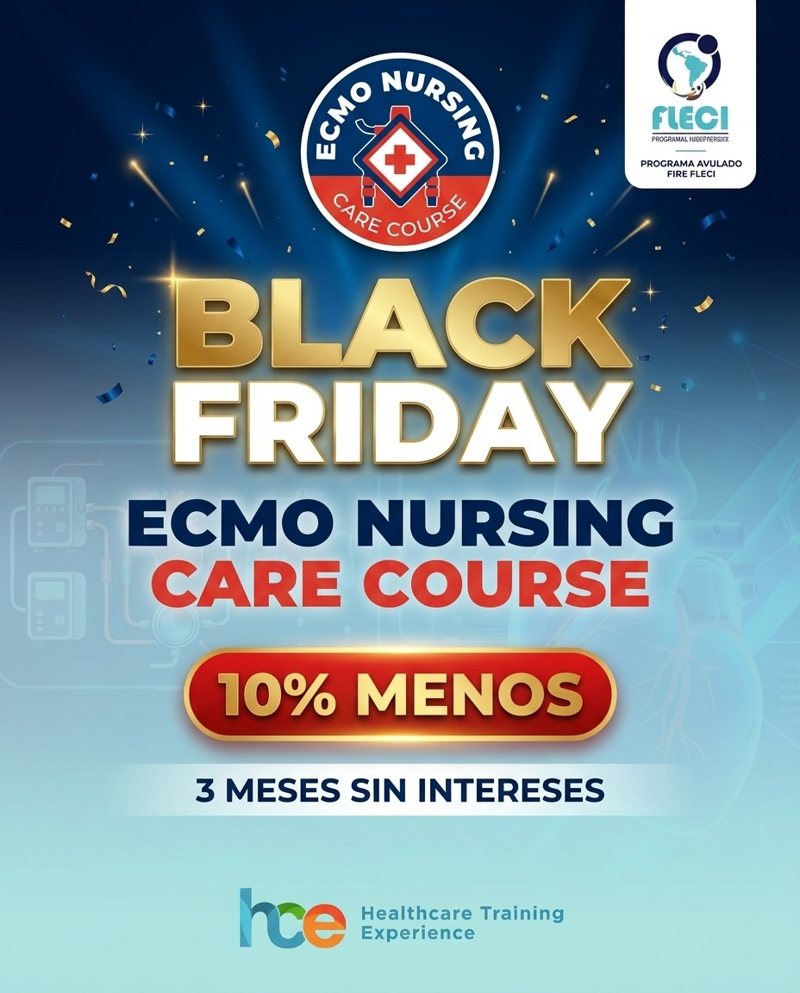 ECMO NURSING
CARE COURSE
FLECI
PROGRAMA AVULADO
FIRE FLECI
BLACK
FRIDAY
ECMO NURSING
CARE COURSE
10% MENOS
3 MESES SIN INTERESES
hce
Healthcare Training
Experience